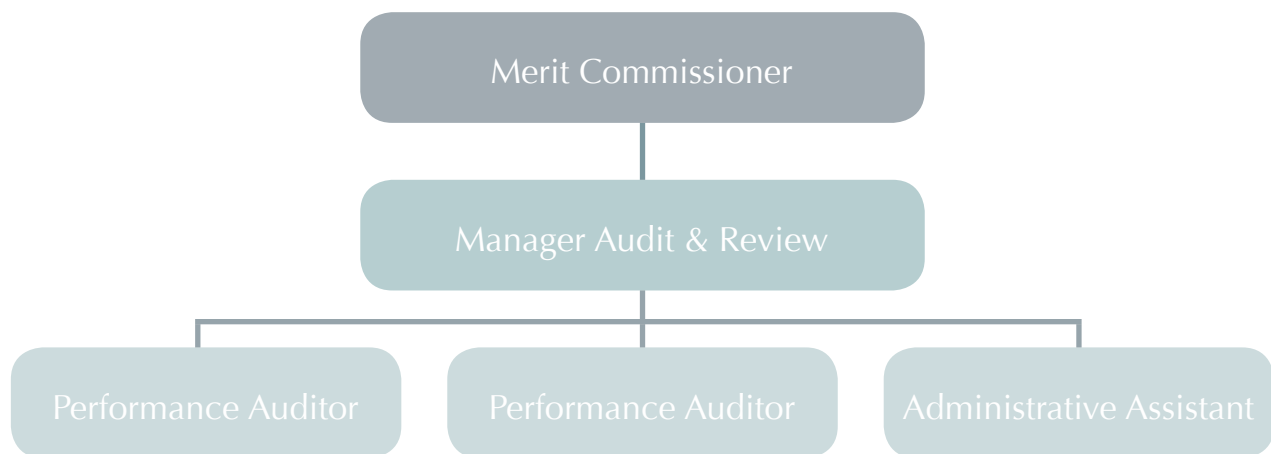 Merit Commissioner
Manager Audit & Review
Performance Auditor
Performance Auditor
Administrative Assistant